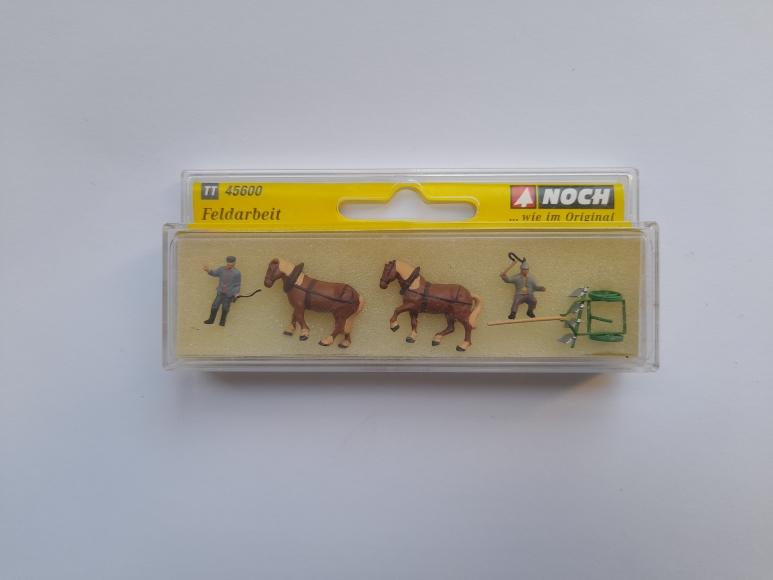 TT 45600
Feldarbeit
NOCH
... wie im Original